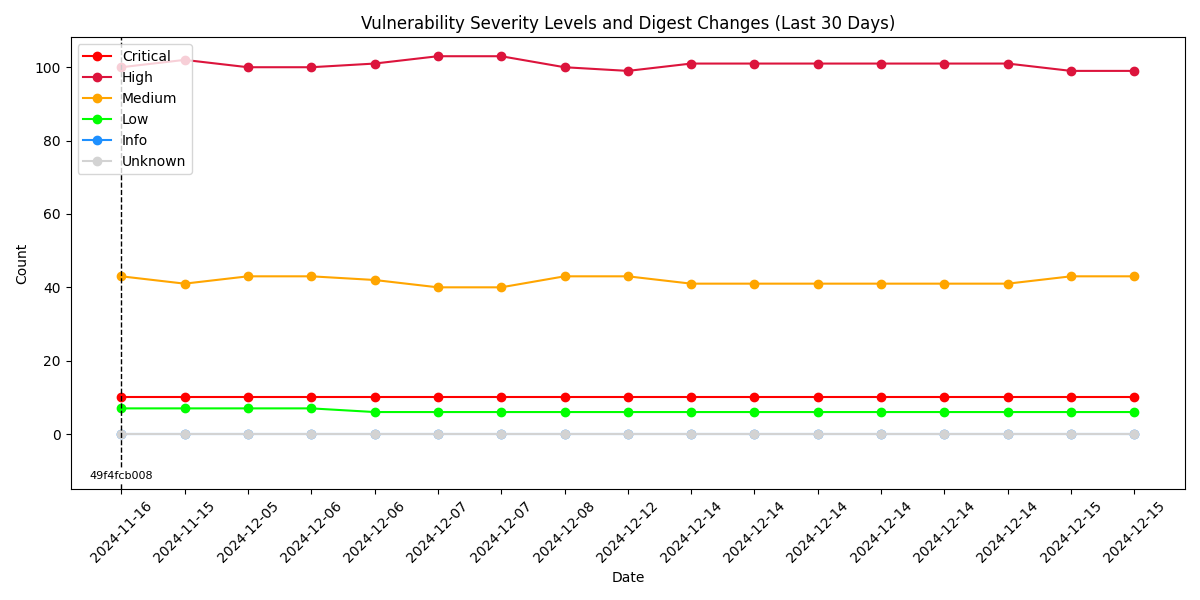 Vulnerability Severity Levels and Digest Changes (Last 30 Days)
Critical
High
Medium
Low
Info
Unknown
100
80
60
40
20
0
Count
49f4fcb008
2024-11-16
2024-11-15
2024-12-05
2024-12-06
2024-12-06
2024-12-07
2024-12-07
2024-12-08
2024-12-12
2024-12-14
2024-12-14
2024-12-14
2024-12-14
2024-12-14
2024-12-14
2024-12-15
2024-12-15
Date